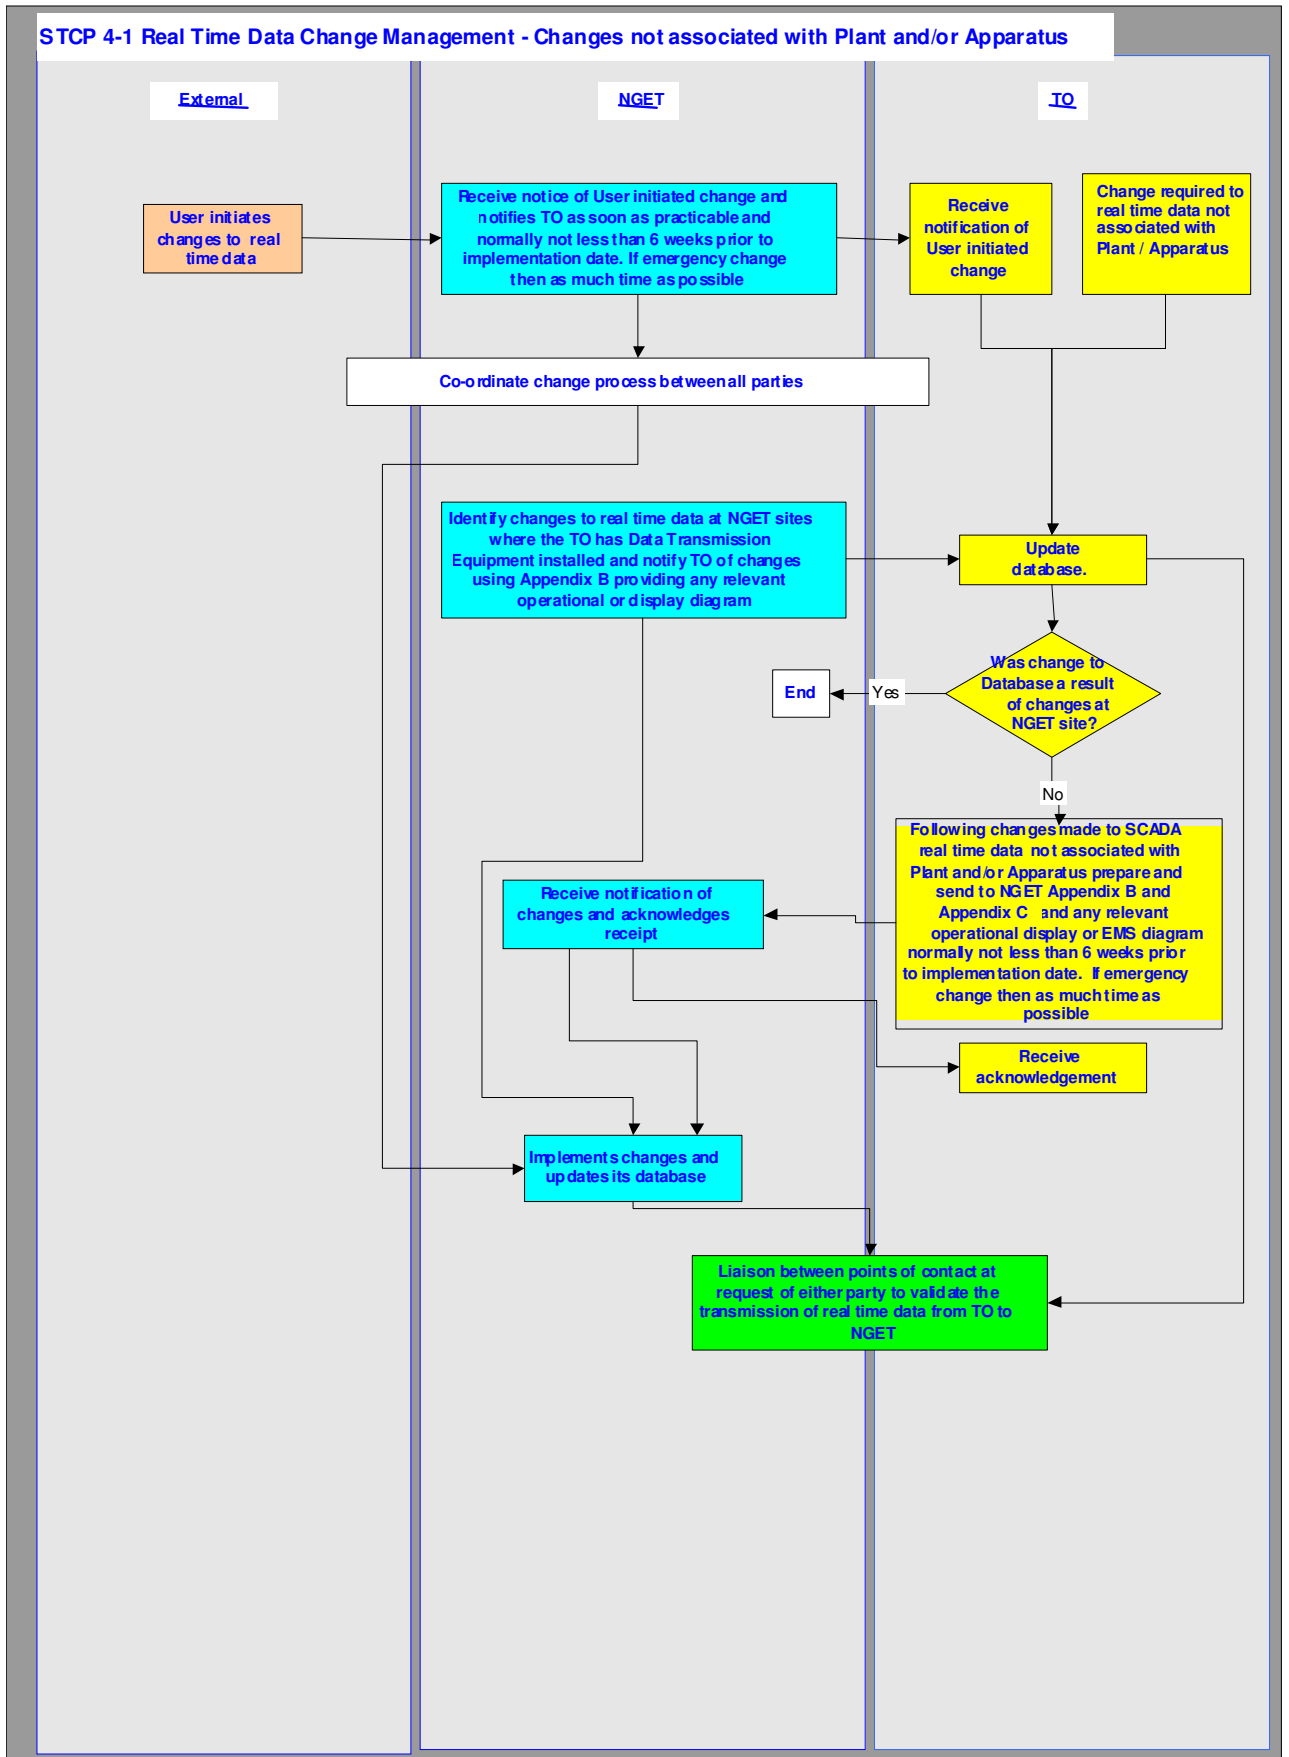 STCP 4-1 Real Time Data Change Management - Changes not associated with Plant and/or Apparatus
External
NGET
TO
User initiates
changes to real
time data
Receive notice of User initiated change and
notifies TO as soon as practicable and
normally not less than 6 weeks prior to
implementation date. If emergency change
then as much time as possible
Receive
notification of
User initiated
change
Change required to
real time data not
associated with
Plant / Apparatus
Co-ordinate change process between all parties
Identify changes to real time data at NGET sites
where the TO has Data Transmission
Equipment installed and notify TO of changes
using Appendix B providing any relevant
operational or display diagram
Update
database.
Was change to
Database a result
of changes at
NGET site?
Yes
End
No
Following changes made to SCADA
real time data not associated with
Plant and/or Apparatus prepare and
send to NGET Appendix B and
Appendix C and any relevant
operational display or EMS diagram
normally not less than 6 weeks prior
to implementation date. If emergency
change then as much time as
possible
Receive notification of
changes and acknowledges
receipt
Receive
acknowledgement
Implements changes and
updates its database
Liaison between points of contact at
request of either party to validate the
transmission of real time data from TO to
NGET